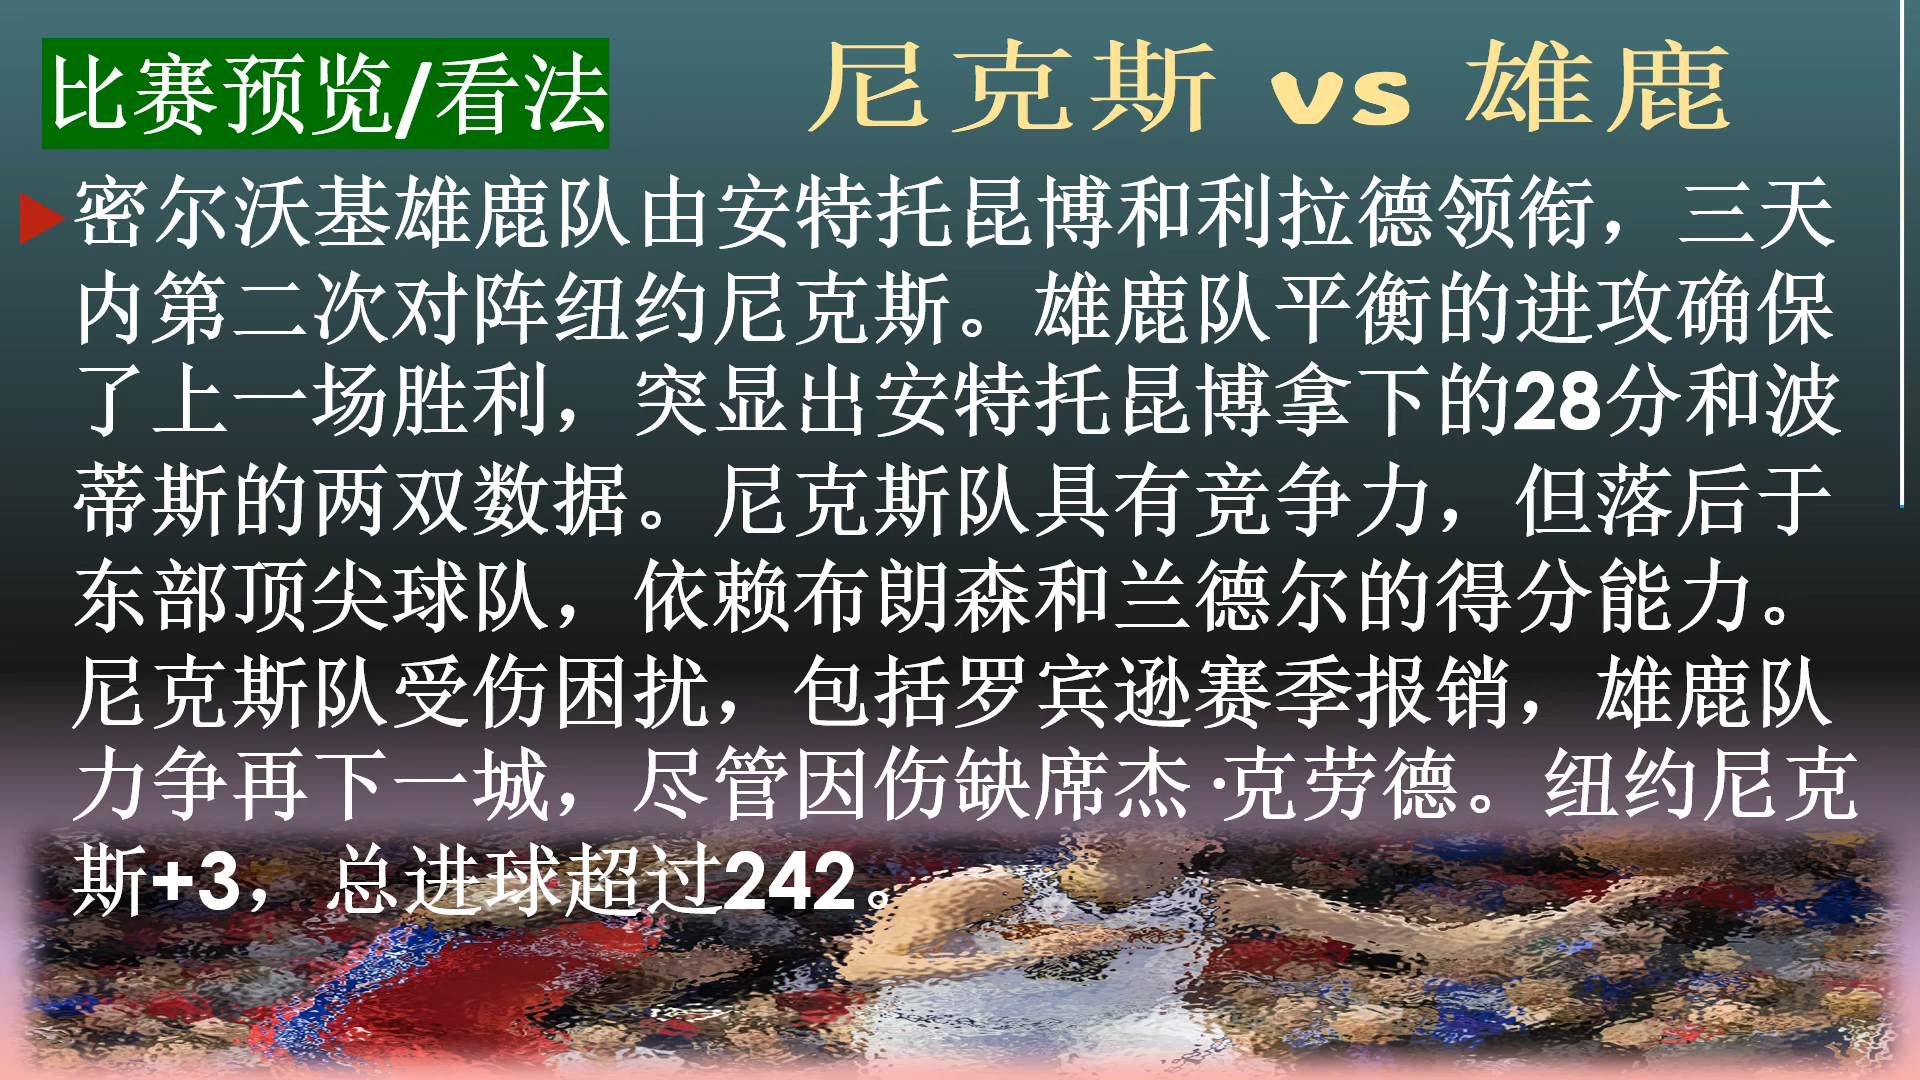 比赛预览/看法
尼克斯 vs 雄鹿
密尔沃基雄鹿队由安特托昆博和利拉德领衔，三天
内第二次对阵纽约尼克斯。雄鹿队平衡的进攻确保
了上一场胜利，突显出安特托昆博拿下的28分和波
蒂斯的两双数据。尼克斯队具有竞争力，但落后于
东部顶尖球队，依赖布朗森和兰德尔的得分能力。
尼克斯队受伤困扰，包括罗宾逊赛季报销，雄鹿队
力争再下一城，尽管因伤缺席杰·克劳德。纽约尼克
斯+3，总进球超过242。